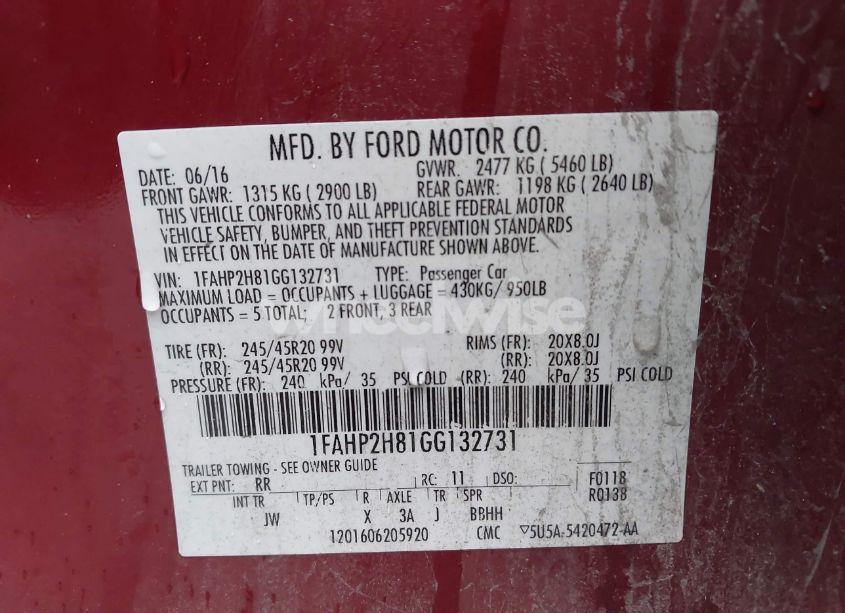 MFD. BY FORD MOTOR CO.
DATE: 06/16 GVWR: 2477 KG ( 5460 LB)
FRONT GAWR: 1315 KG ( 2900 LB) REAR GAWR: 1198 KG ( 2640 LB)
THIS VEHICLE CONFORMS TO ALL APPLICABLE FEDERAL MOTOR
VEHICLE SAFETY, BUMPER, AND THEFT PREVENTION STANDARDS
IN EFFECT ON THE DATE OF MANUFACTURE SHOWN ABOVE.
VIN: 1FAHP2H81GG132731 TYPE: Passenger Car
MAXIMUM LOAD = OCCUPANTS + LUGGAGE = 430KG/ 950LB
OCCUPANTS = 5 TOTAL; 2 FRONT, 3 REAR
wheelwise
TIRE (FR): 245/45R20 99V RIMS (FR): 20X8.0J
(RR): 245/45R20 99V (RR): 20X8.0J
PRESSURE (FR): 240 kPa/ 35 PSI COLD (RR): 240 kPa/ 35 PSI COLD
1FAHP2H81GG132731
TRAILER TOWING - SEE OWNER GUIDE
EXT PNT: RR RC: 11 DSO: F0118
R0138
INT TR TP/PS R AXLE TR SPR
JW X 3A J BBHH
1201606205920 CMC ▽5U5A-5420472-AA